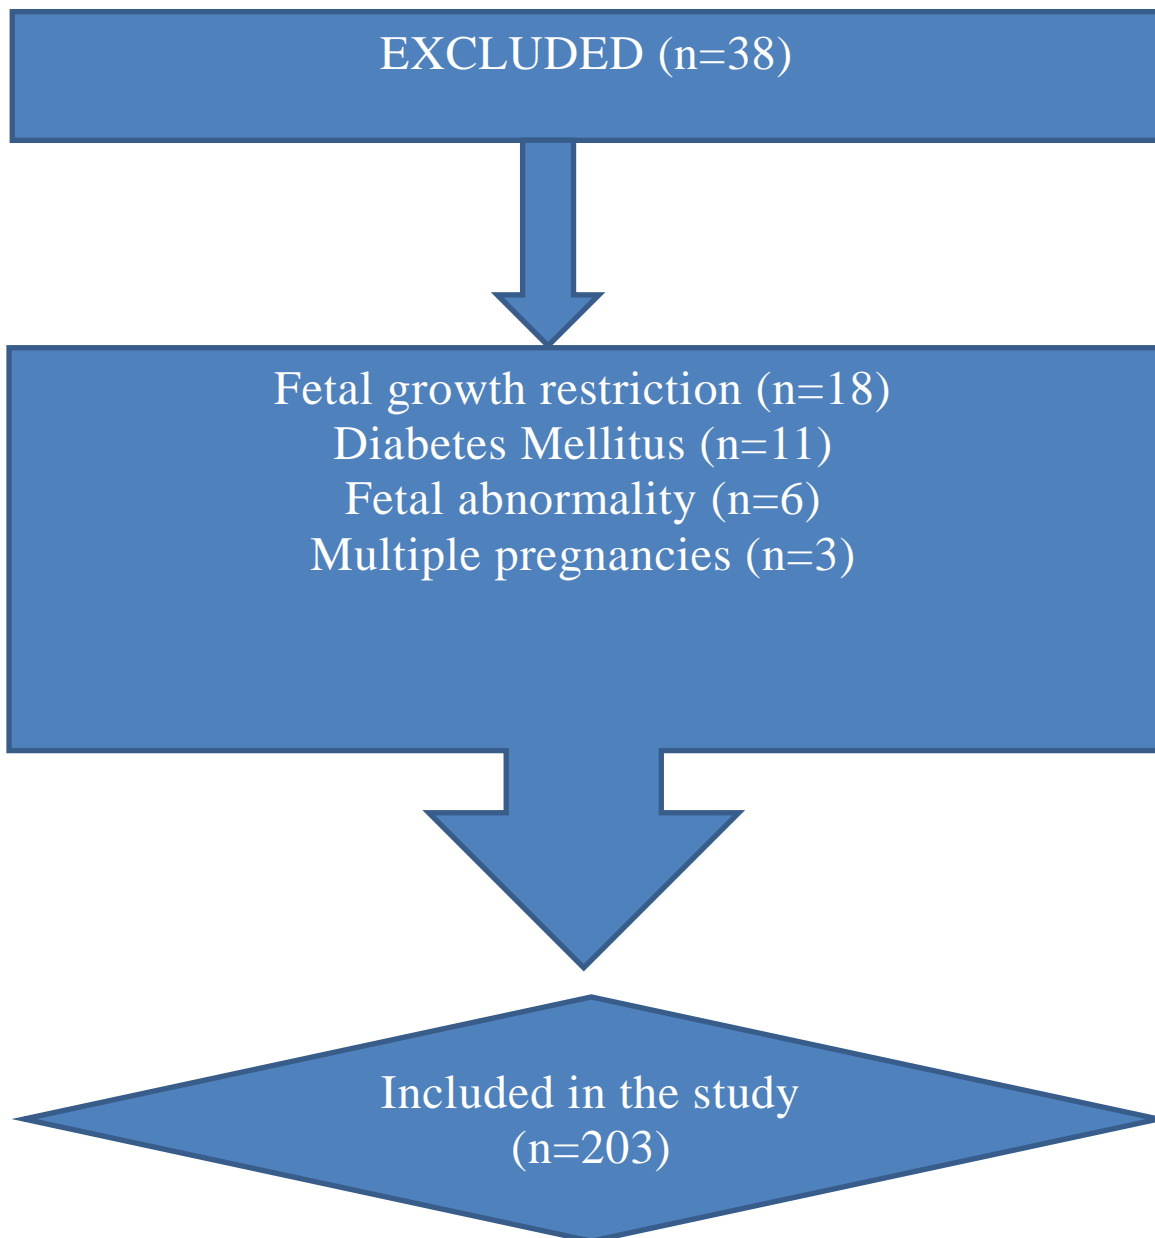 EXCLUDED (n=38)
Fetal growth restriction (n=18)
Diabetes Mellitus (n=11)
Fetal abnormality (n=6)
Multiple pregnancies (n=3)
Included in the study
(n=203)